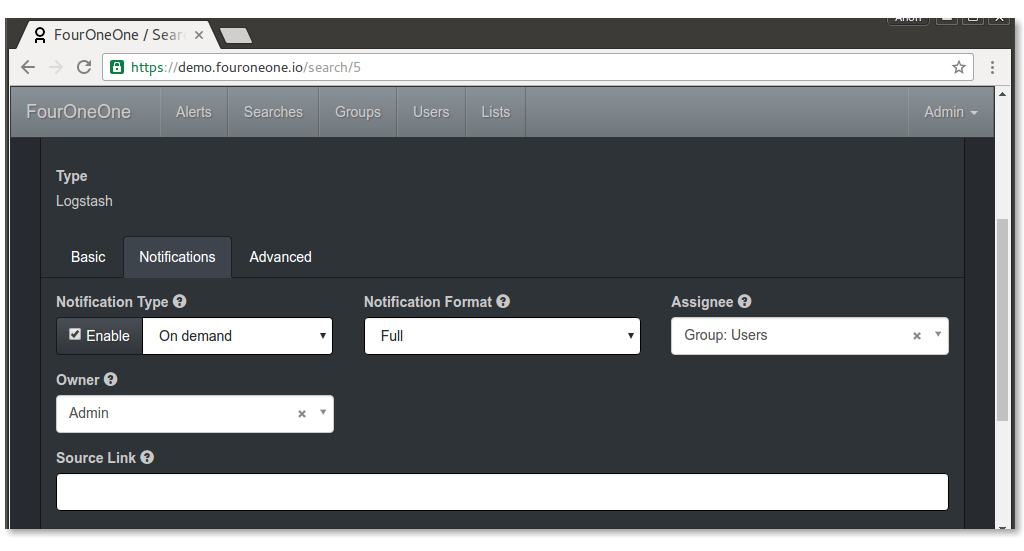 Anon
FourOneOne / Sear
https://demo.fouroneone.io/search/5
FourOneOne Alerts Searches Groups Users Lists Admin
Type
Logstash
Basic Notifications Advanced
Notification Type Notification Format Assignee
Enable On demand Full Group: Users
Owner
Admin
Source Link